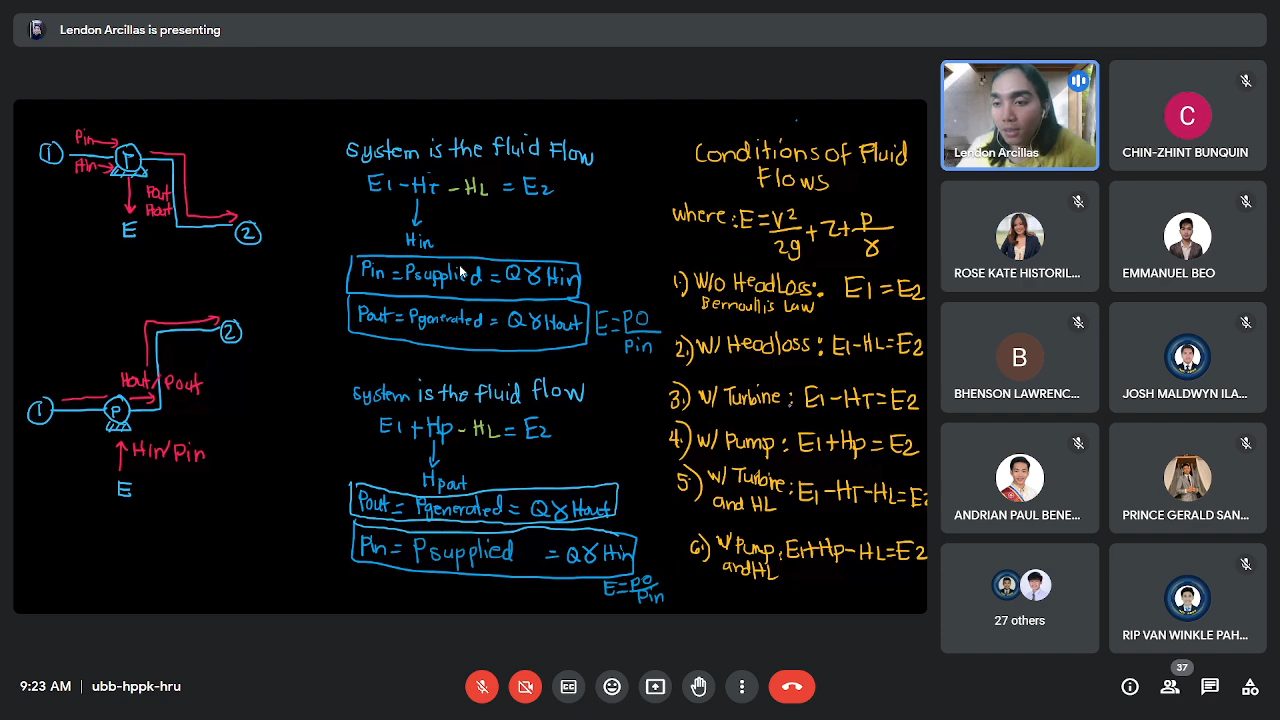 Lendon Arcillas is presenting
1
Pin
Hin
T
Pout
Hout
E
2
2
Hout/Pout
1
P
Hin/Pin
E
System is the fluid Flow
E1 - HT - HL = E2
Hin
Pin = Psupplied = QγHin
Pout = Pgenerated = QγHout
E = PO
Pin
System is the fluid flow
E1 + Hp - HL = E2
Hpout
Pout = Pgenerated = QγHout
Pin = Psupplied = QγHin
E = PO
Pin
Conditions of Fluid
Flows
where: E = V²/2g + Z + P/γ
1.) W/O Headloss: E1 = E2
Bernoullis Law
2.) W/ Headloss: E1 - HL = E2
3.) w/ Turbine: E1 - HT = E2
4.) w/ Pump: E1 + Hp = E2
5.) w/ Turbine: E1 - HT - HL = E2
and HL
6.) w/ Pump: E1 + Hp - HL = E2
and HL
Lendon Arcillas
C
CHIN-ZHINT BUNQUIN
ROSE KATE HISTORIL...
EMMANUEL BEO
B
BHENSON LAWRENC...
JOSH MALDWYN ILA...
ANDRIAN PAUL BENE...
PRINCE GERALD SAN...
27 others
RIP VAN WINKLE PAH...
9:23 AM | ubb-hppk-hru
37